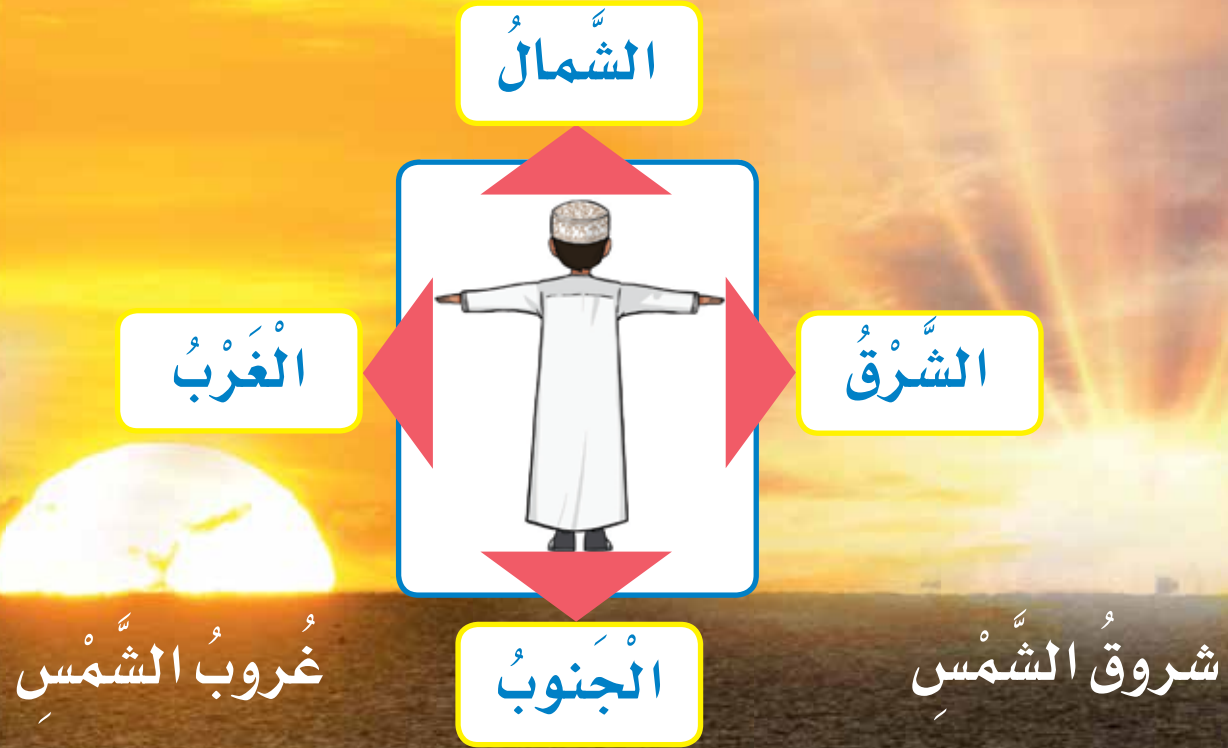 الشَّمالُ
الشَّرْقُ
الْغَرْبُ
الْجَنوبُ
شروقُ الشَّمْسِ
غُروبُ الشَّمْسِ